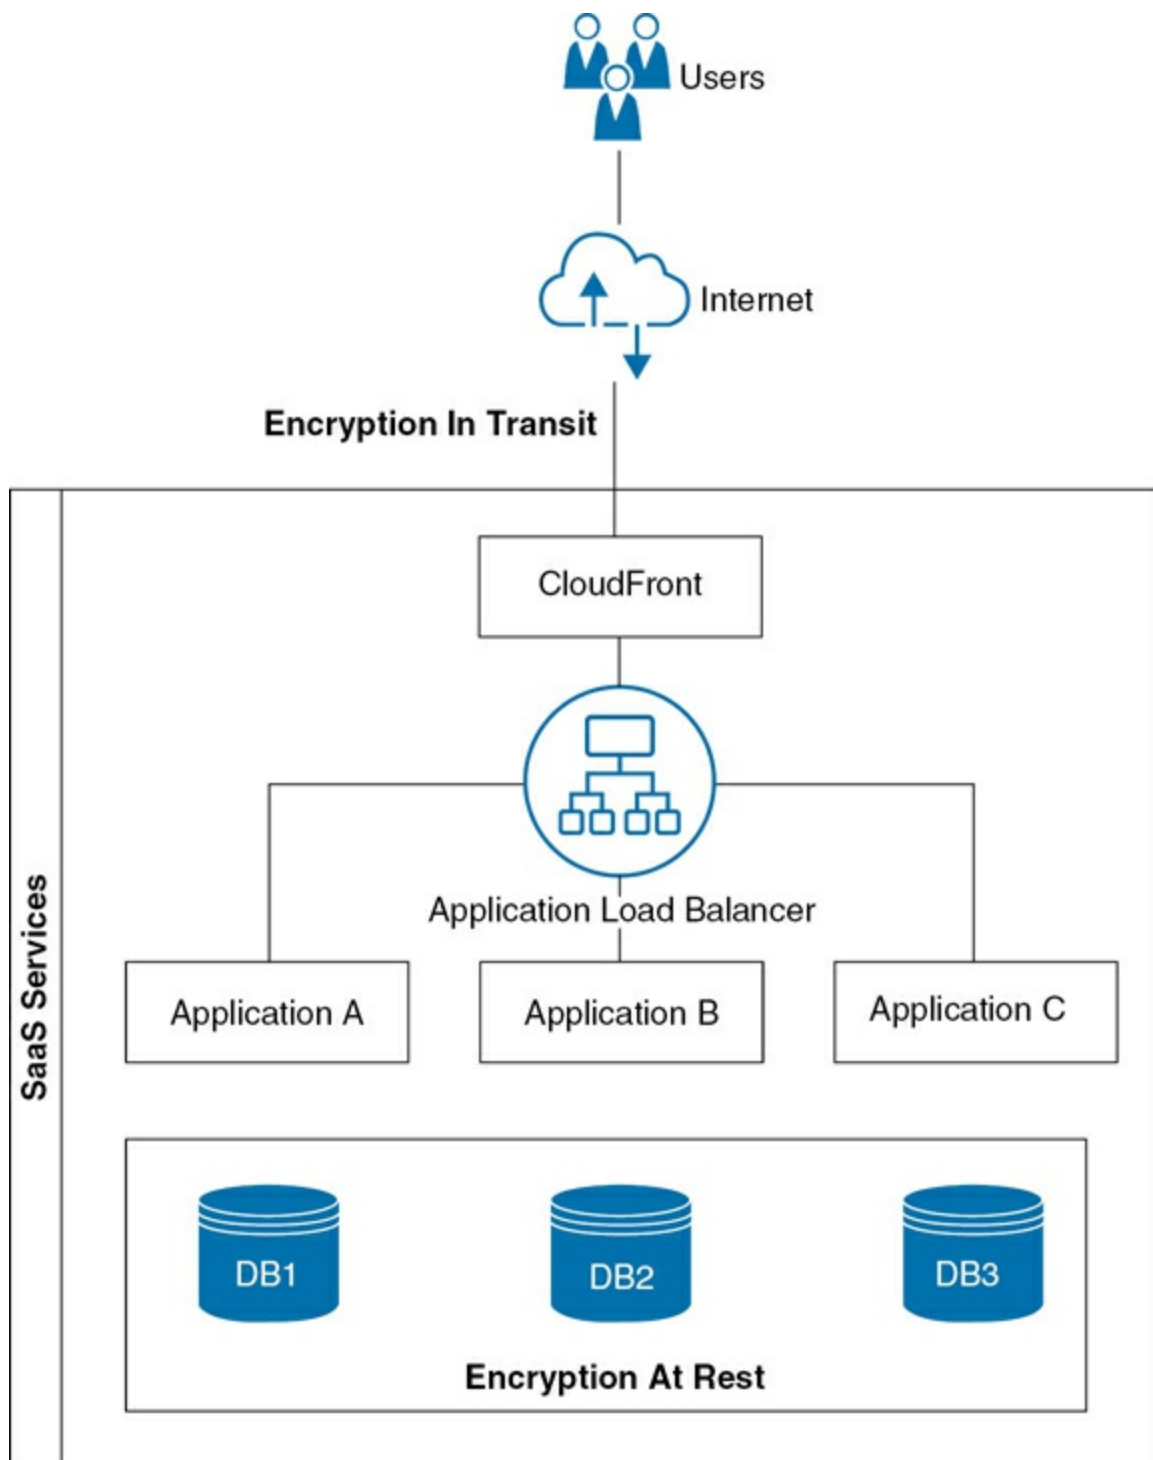 Users
Internet
Encryption In Transit
SaaS Services
CloudFront
Application Load Balancer
Application A
Application B
Application C
DB1
DB2
DB3
Encryption At Rest